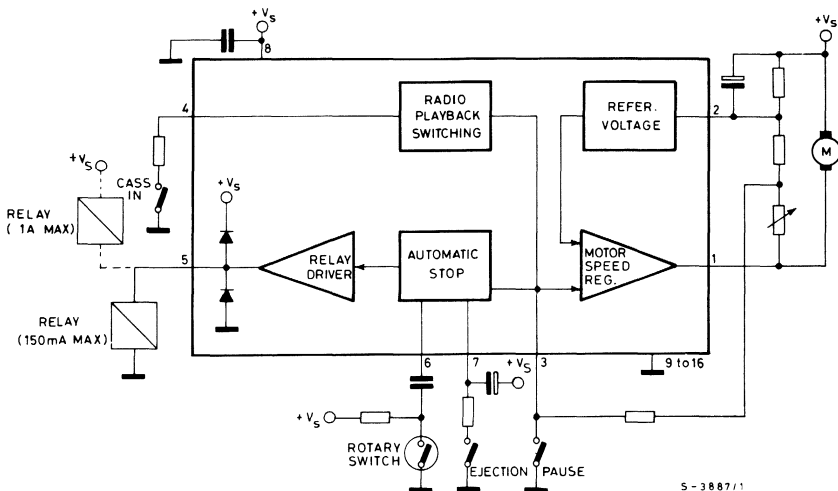 +Vs
8
+Vs
4
RADIO
PLAYBACK
SWITCHING
REFER.
VOLTAGE
2
M
+Vs
CASS
IN
+Vs
RELAY
( 1A MAX)
5
RELAY
DRIVER
AUTOMATIC
STOP
MOTOR
SPEED
REG.
1
RELAY
(150mA MAX)
6
7
3
9 to 16
+Vs
+Vs
ROTARY
SWITCH
EJECTION
PAUSE
S-3887/1